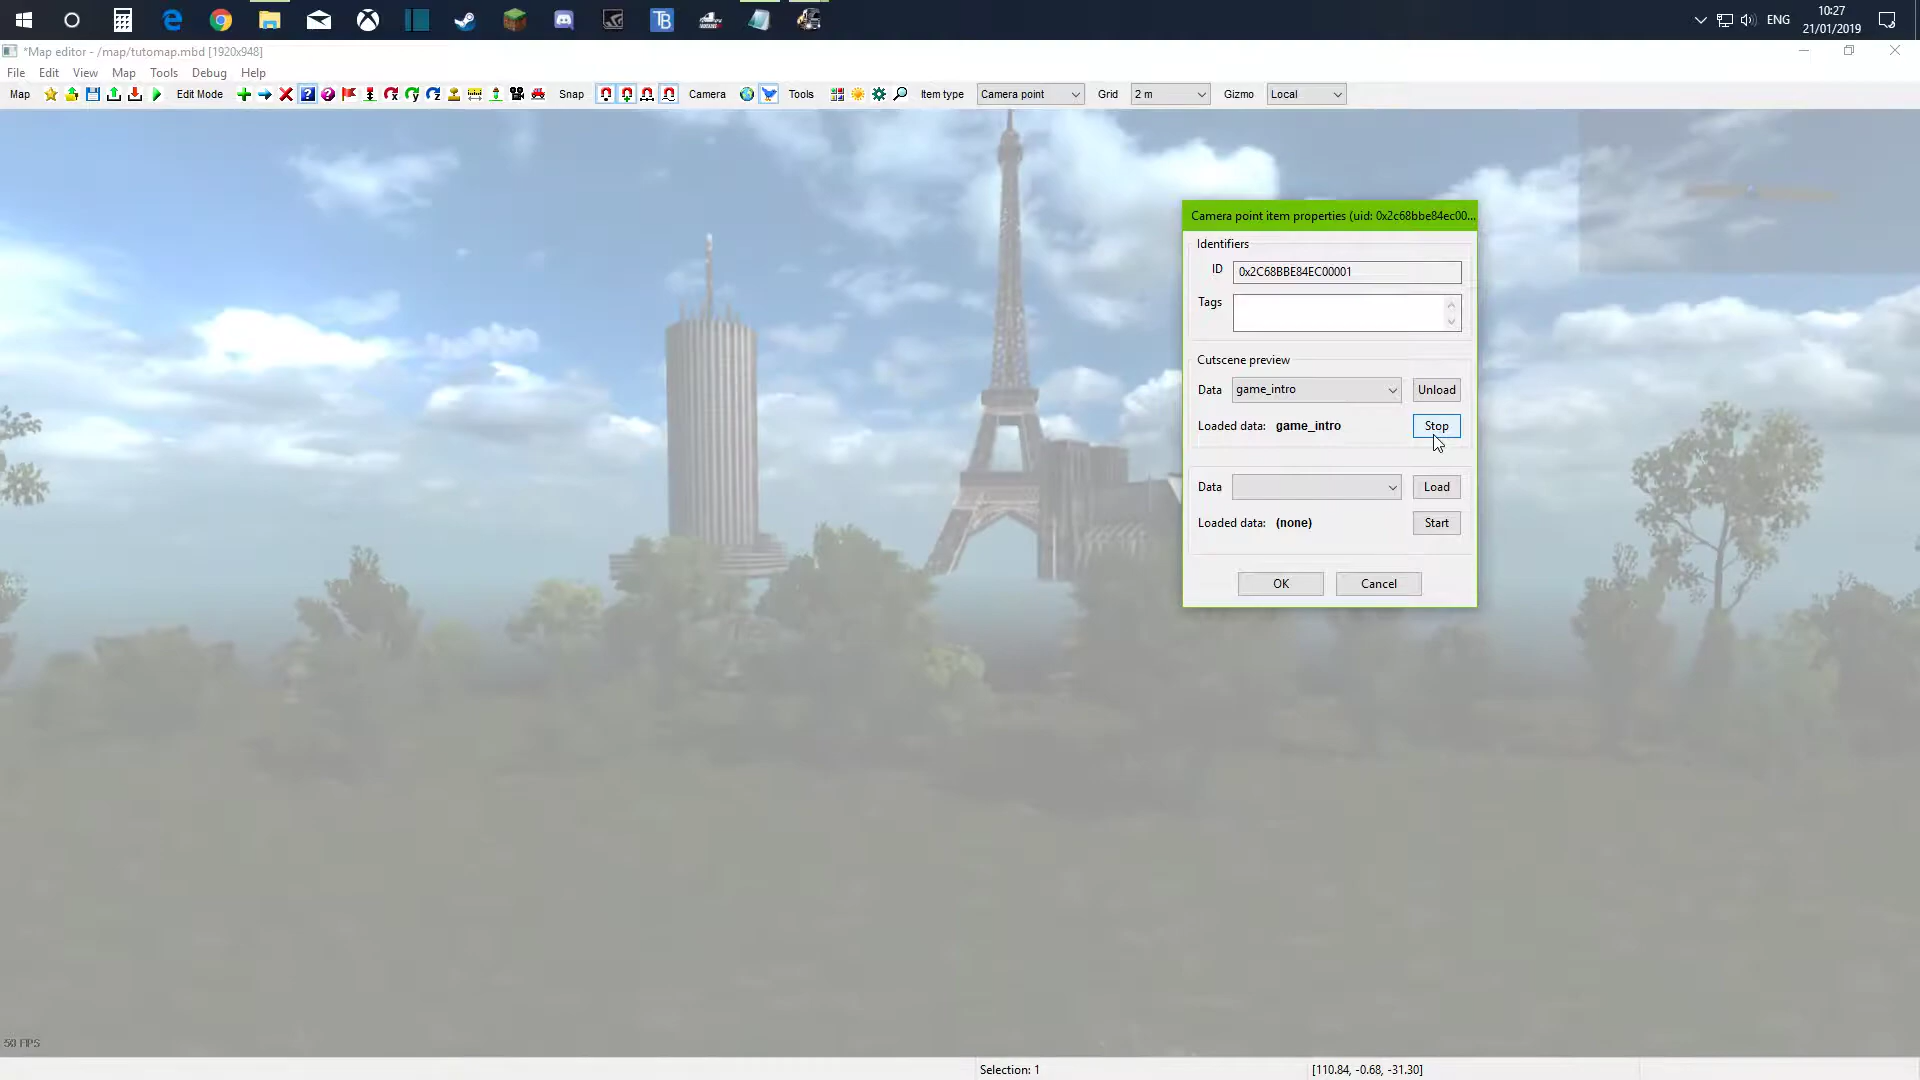 ENG
10:27
21/01/2019
TB
*Map editor - /map/tutomap.mbd [1920x948]
File Edit View Map Tools Debug Help
Map Edit Mode Snap Camera Tools Item type Camera point Grid 2 m Gizmo Local
Camera point item properties (uid: 0x2c68bbe84ec00...
Identifiers
ID 0x2C68BBE84EC00001
Tags
Cutscene preview
Data game_intro Unload
Loaded data: game_intro Stop
Data Load
Loaded data: (none) Start
OK Cancel
50 FPS
Selection: 1 [110.84, -0.68, -31.30]